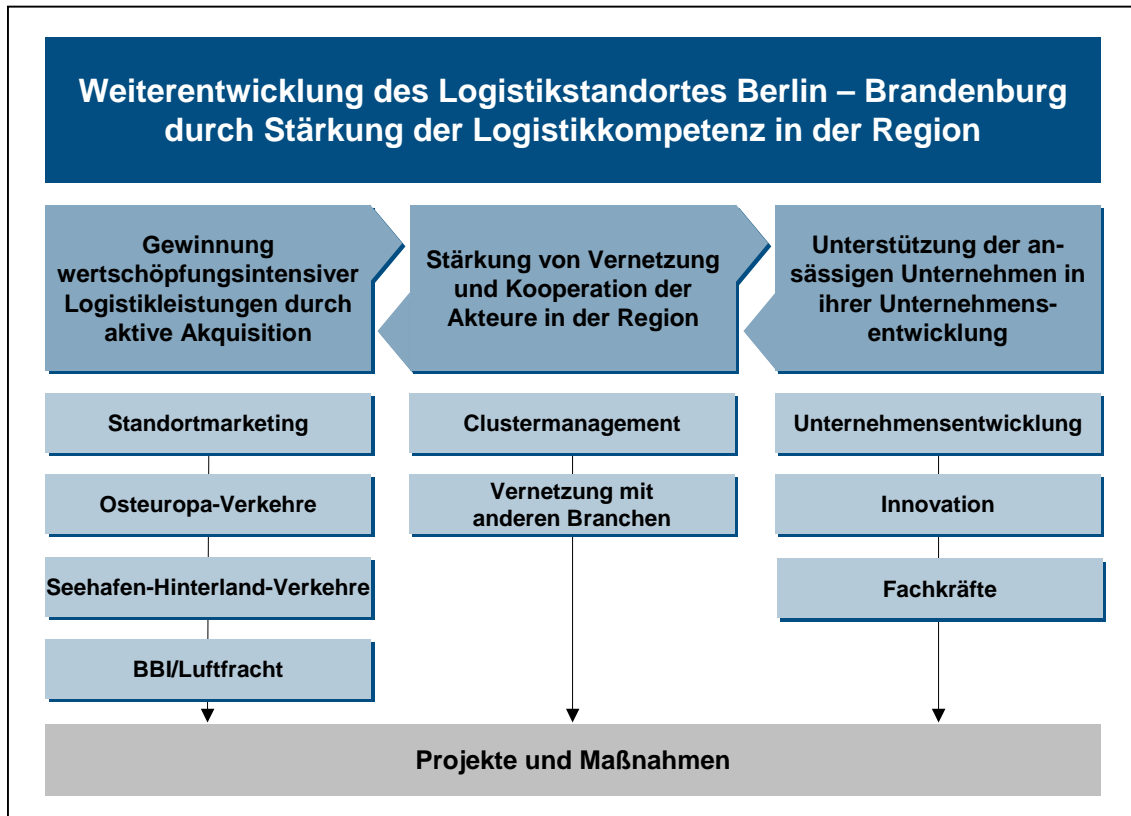 Weiterentwicklung des Logistikstandortes Berlin – Brandenburg
durch Stärkung der Logistikkompetenz in der Region
Gewinnung
wertschöpfungsintensiver
Logistikleistungen durch
aktive Akquisition
Stärkung von Vernetzung
und Kooperation der
Akteure in der Region
Unterstützung der an-
sässigen Unternehmen in
ihrer Unternehmens-
entwicklung
Standortmarketing
Osteuropa-Verkehre
Seehafen-Hinterland-Verkehre
BBI/Luftfracht
Clustermanagement
Vernetzung mit
anderen Branchen
Unternehmensentwicklung
Innovation
Fachkräfte
Projekte und Maßnahmen